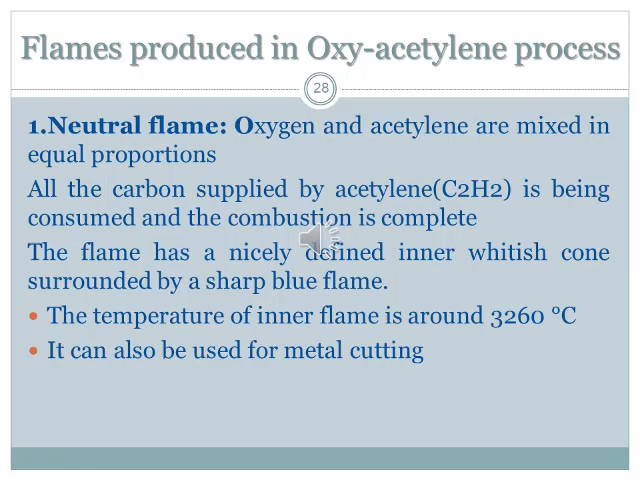 Flames produced in Oxy-acetylene process
28
1.Neutral flame: Oxygen and acetylene are mixed in
equal proportions
All the carbon supplied by acetylene(C2H2) is being
consumed and the combustion is complete
The flame has a nicely defined inner whitish cone
surrounded by a sharp blue flame.
• The temperature of inner flame is around 3260 °C
• It can also be used for metal cutting